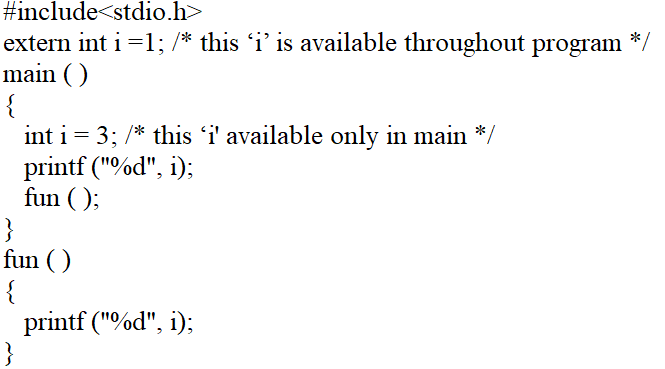 #include<stdio.h>
extern int i =1; /* this ‘i’ is available throughout program */
main ( )
{
int i = 3; /* this ‘i' available only in main */
printf ("%d", i);
fun ( );
}
fun ( )
{
printf ("%d", i);
}